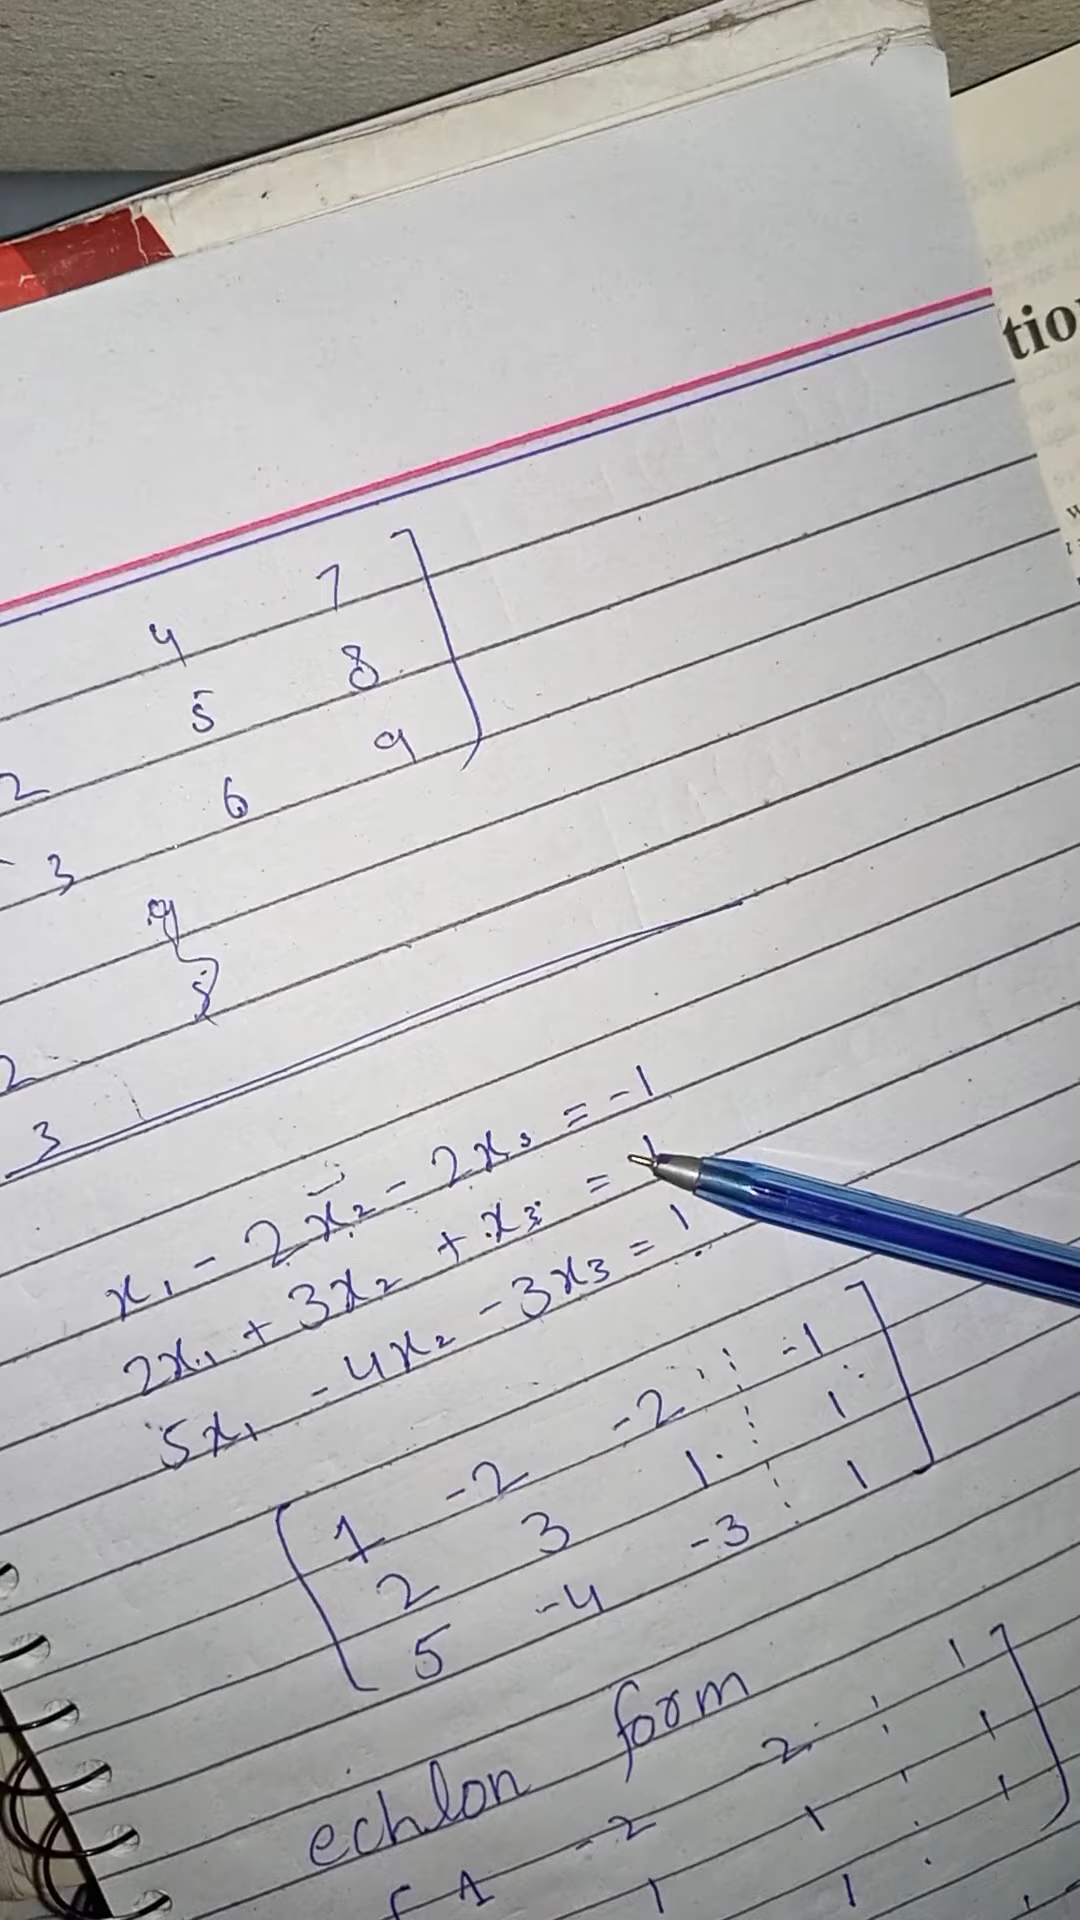 tio
4 7
5 8
2 6 9
3
9
8
2
3
x₁ - 2x₂ - 2x₃ = -1
2x₁ + 3x₂ + x₃ = 1
5x₁ - 4x₂ - 3x₃ = 1
1 -2 -2 : -1
2 3 1 : 1
5 -4 -3 : 1
echlon form
1 -2 2 : 1
1 1 : 1
1 : 1